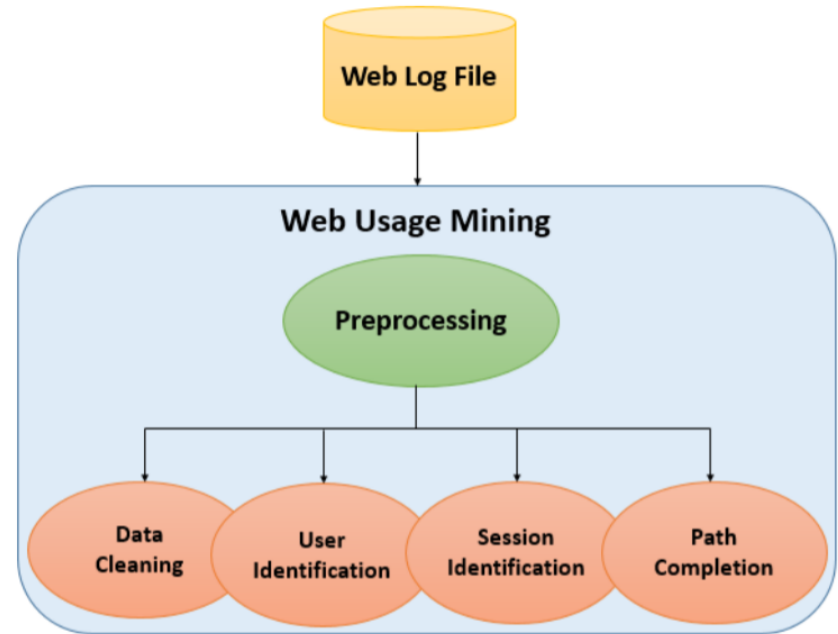 Web Log File
Web Usage Mining
Preprocessing
Data
Cleaning
User
Identification
Session
Identification
Path
Completion